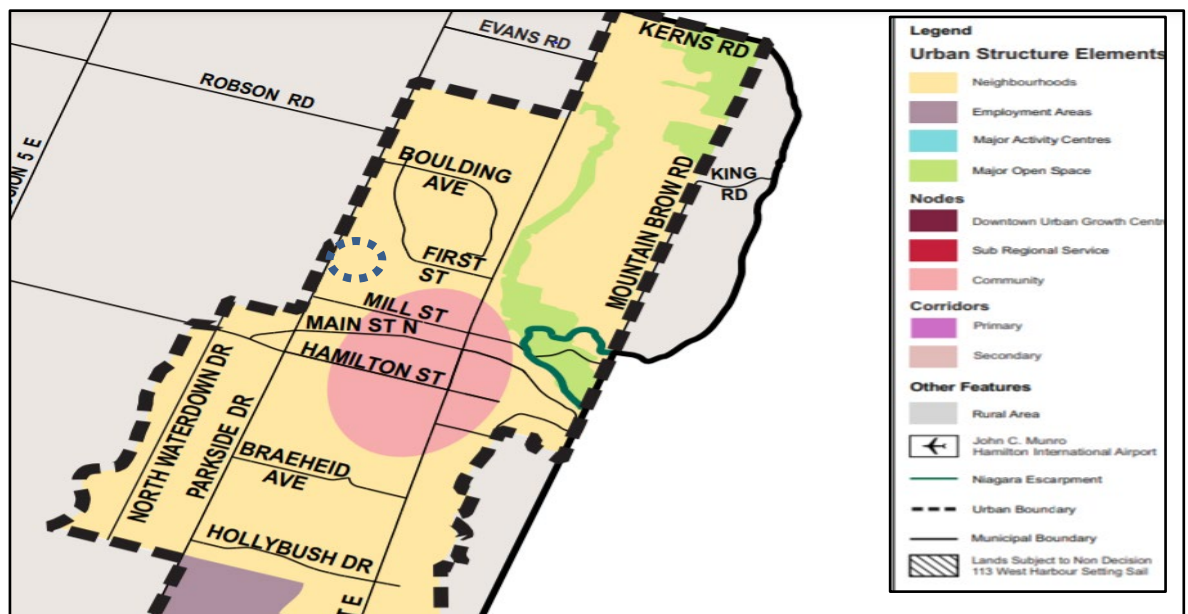 EVANS RD
KERNS RD
ROBSON RD
BOULDING
AVE
SION 5 E
KING
RD
MOUNTAIN BROW RD
FIRST
ST
MILL ST
MAIN ST N
HAMILTON ST
NORTH WATERDOWN DR
PARKSIDE DR
BRAEHEID
AVE
HOLLYBUSH DR
T E
Legend
Urban Structure Elements
Neighbourhoods
Employment Areas
Major Activity Centres
Major Open Space
Nodes
Downtown Urban Growth Centr
Sub Regional Service
Community
Corridors
Primary
Secondary
Other Features
Rural Area
John C. Munro
Hamilton International Airport
Niagara Escarpment
Urban Boundary
Municipal Boundary
Lands Subject to Non Decision
113 West Harbour Setting Sail